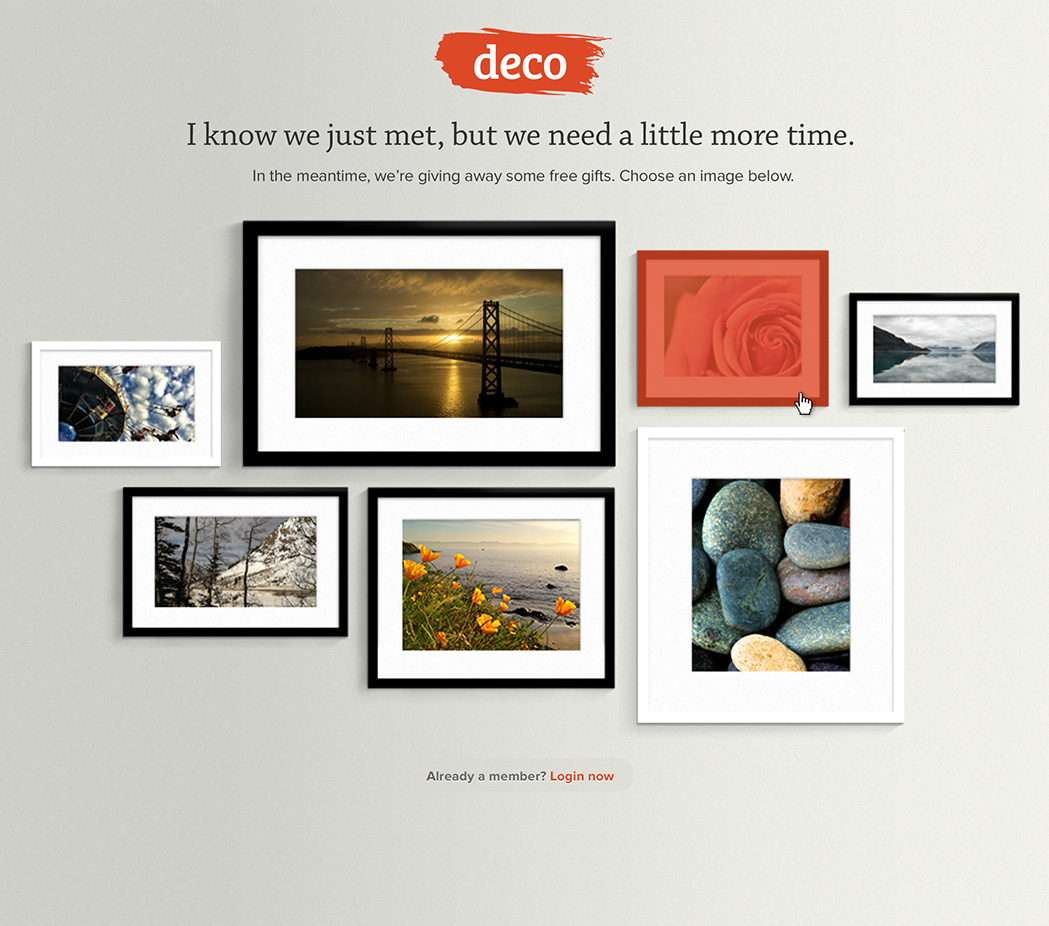 deco
I know we just met, but we need a little more time.
In the meantime, we’re giving away some free gifts. Choose an image below.
Already a member? Login now